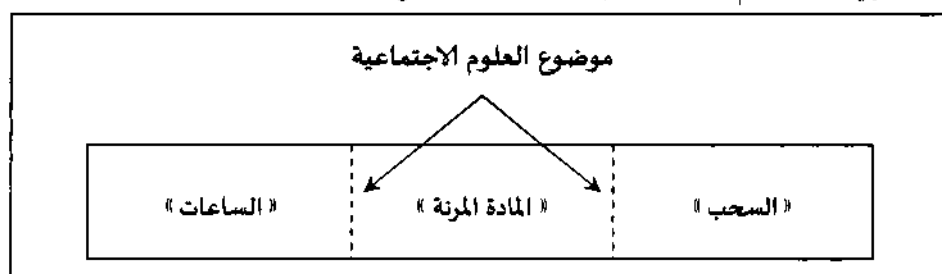 موضوع العلوم الاجتماعية
« السحب » « المادة المرنة » « الساعات »